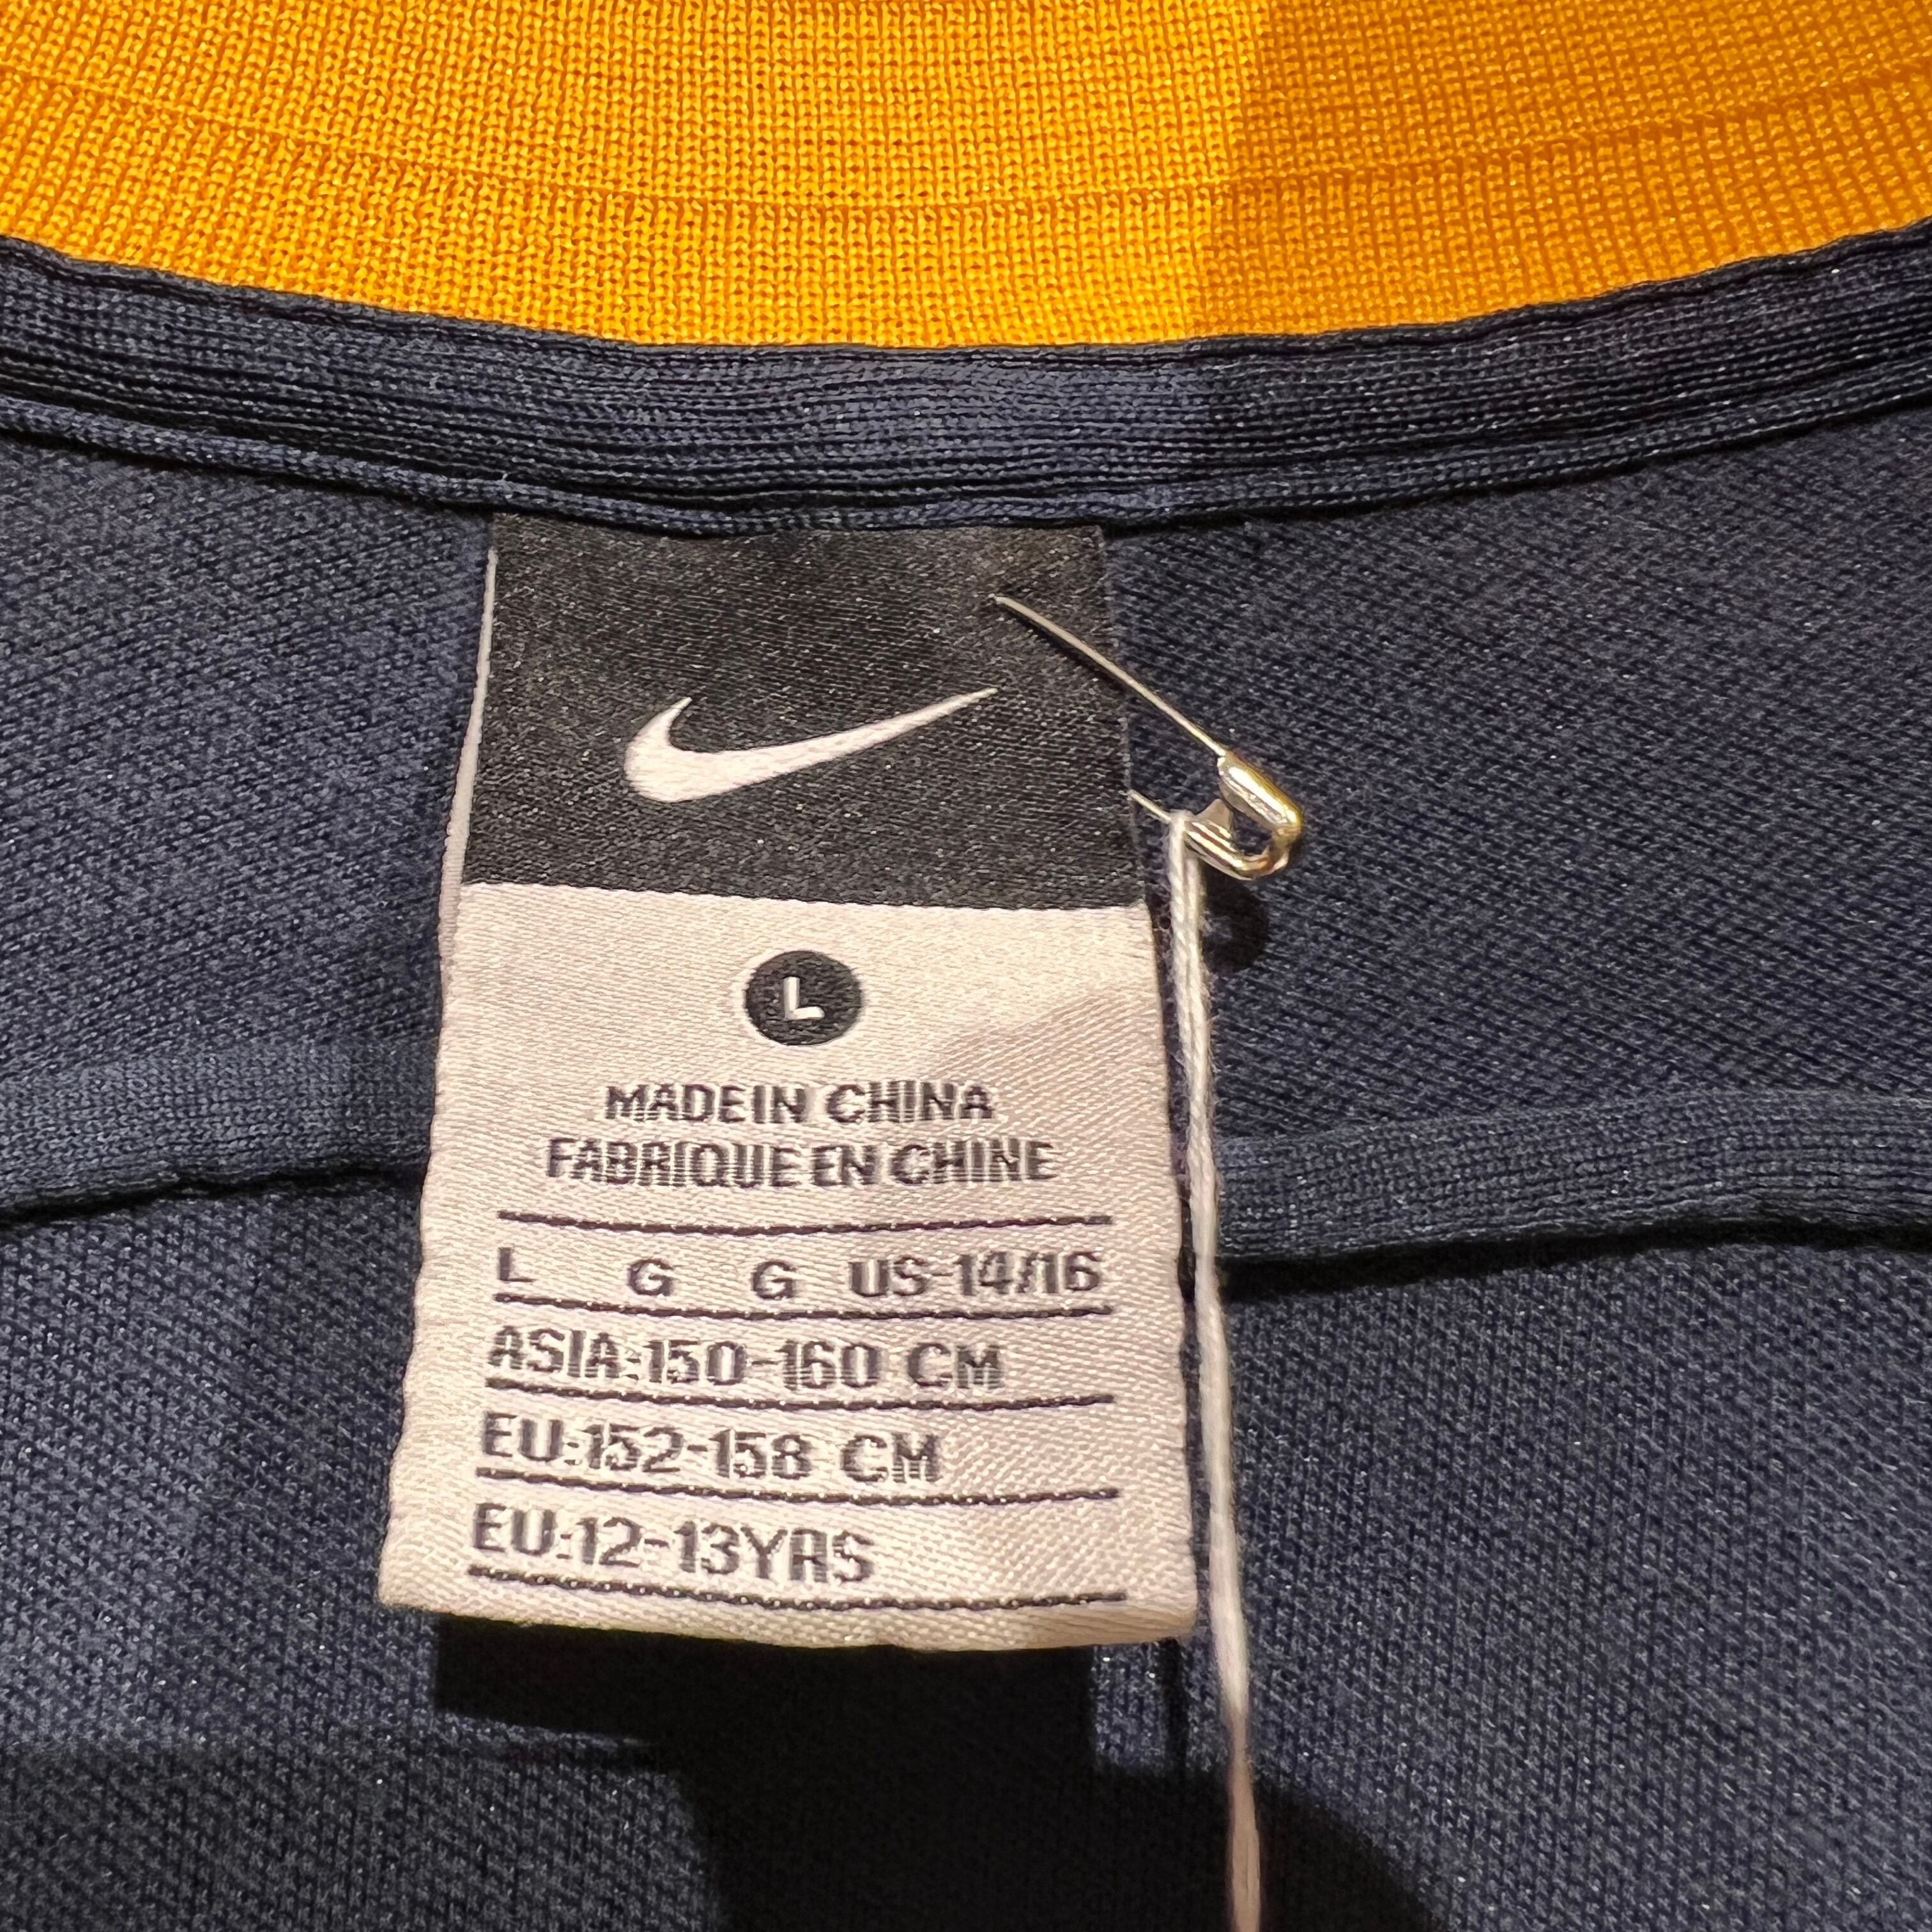 L
MADE IN CHINA
FABRIQUE EN CHINE
L G G US-14/16
ASIA:150-160 CM
EU:152-158 CM
EU:12-13YRS